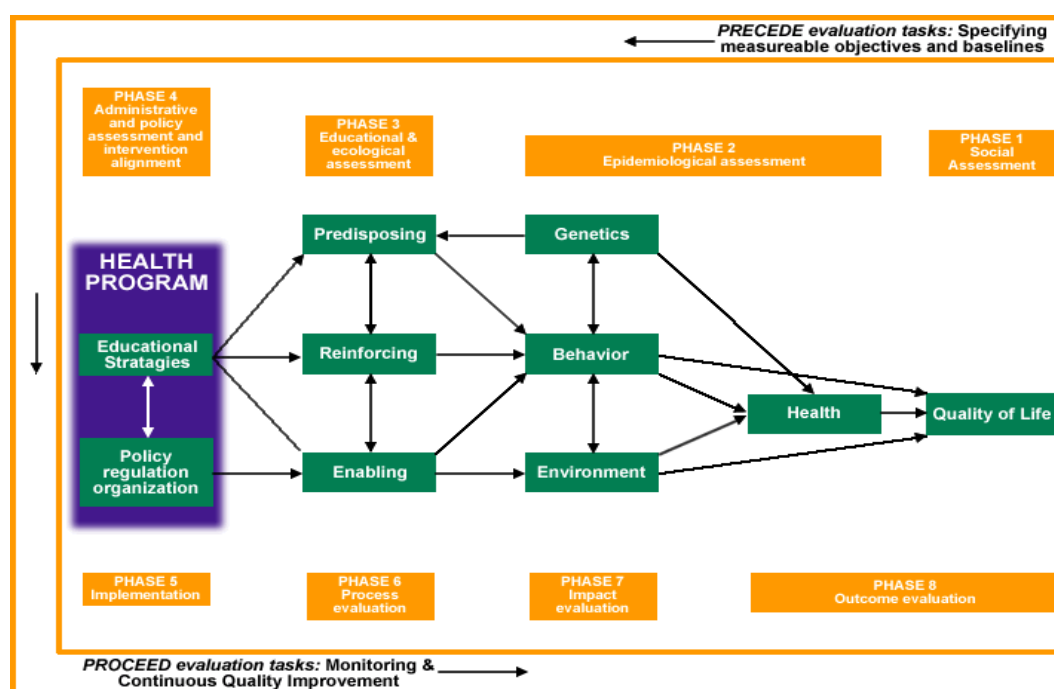 PRECEDE evaluation tasks: Specifying
measureable objectives and baselines
PHASE 4
Administrative
and policy
assessment and
intervention
alignment
PHASE 3
Educational &
ecological
assessment
PHASE 2
Epidemiological assessment
PHASE 1
Social
Assessment
HEALTH
PROGRAM
Predisposing
Genetics
Educational
Stratagies
Reinforcing
Behavior
Health
Quality of Life
Policy
regulation
organization
Enabling
Environment
PHASE 5
Implementation
PHASE 6
Process
evaluation
PHASE 7
Impact
evaluation
PHASE 8
Outcome evaluation
PROCEED evaluation tasks: Monitoring &
Continuous Quality Improvement